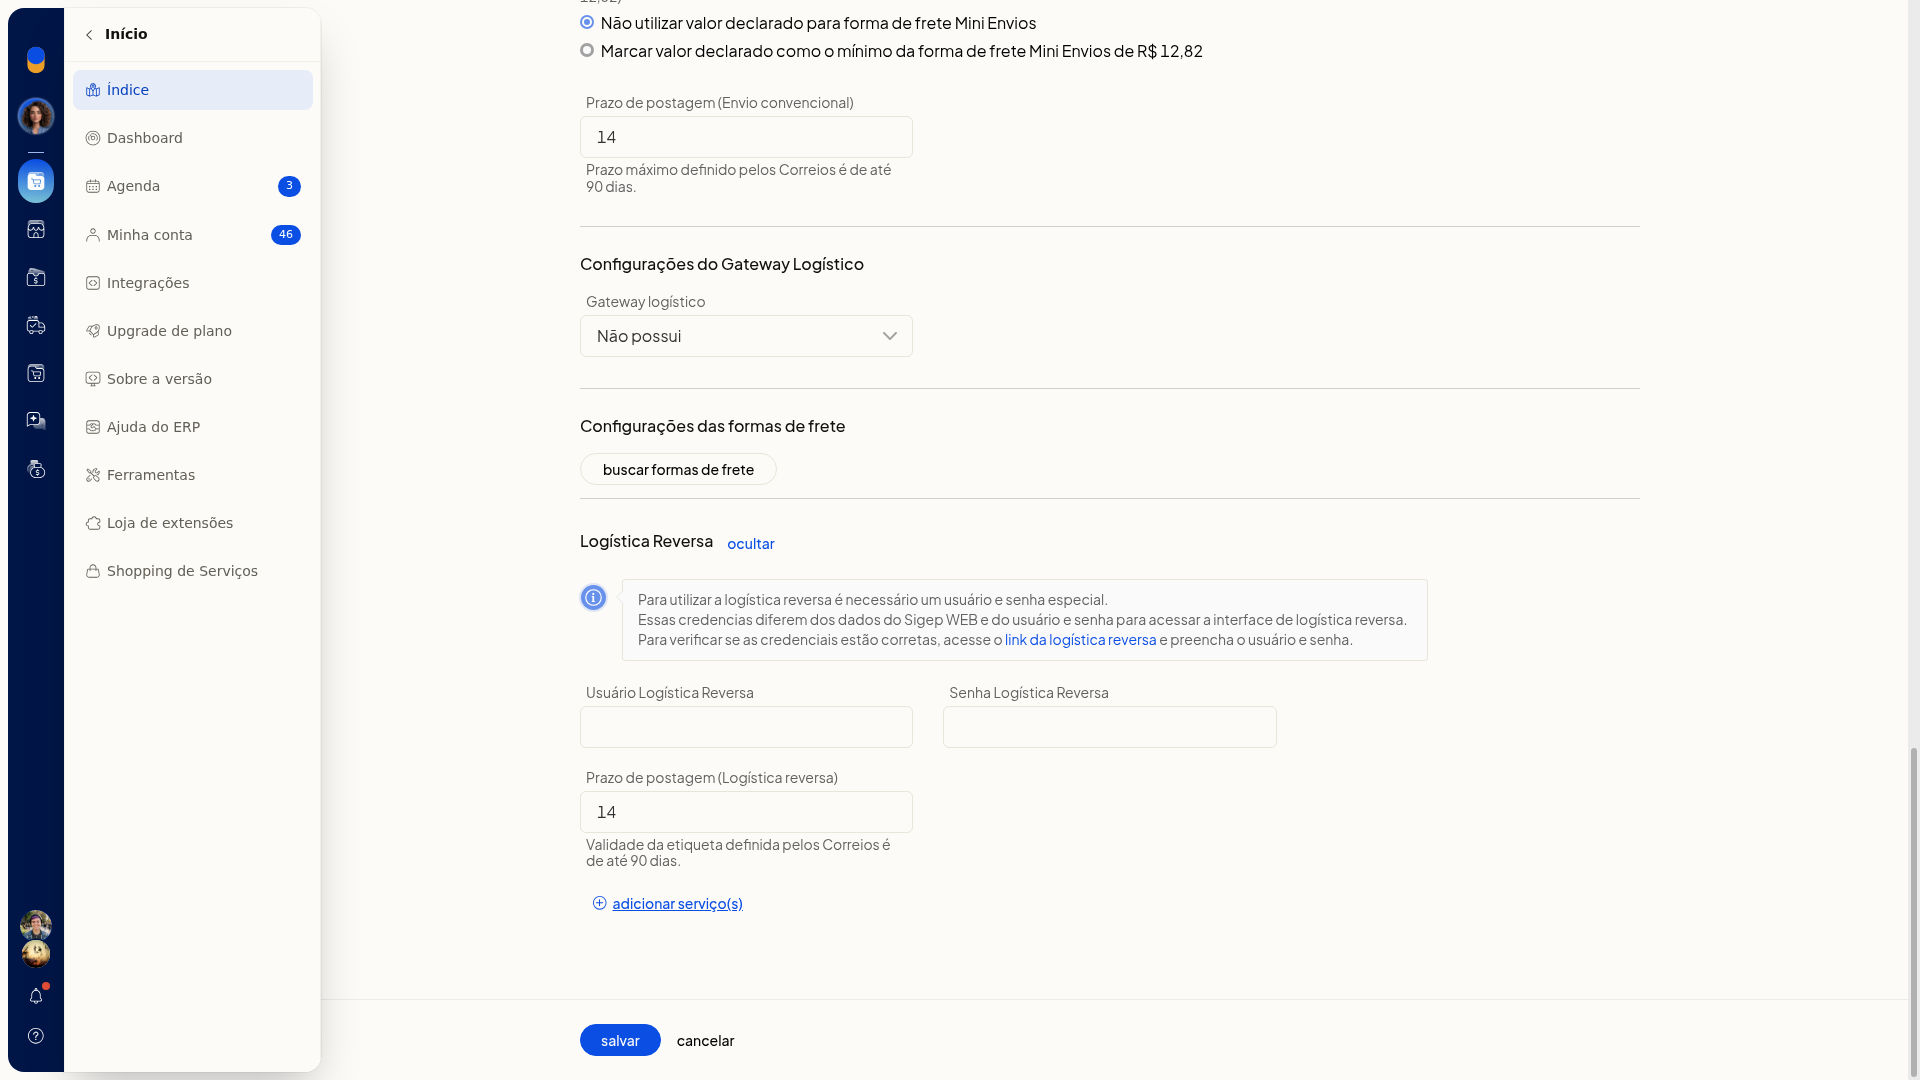 Início
Índice
Dashboard
Agenda
3
Minha conta
46
Integrações
Upgrade de plano
Sobre a versão
Ajuda do ERP
Ferramentas
Loja de extensões
Shopping de Serviços
Não utilizar valor declarado para forma de frete Mini Envios
Marcar valor declarado como o mínimo da forma de frete Mini Envios de R$ 12,82
Prazo de postagem (Envio convencional)
14
Prazo máximo definido pelos Correios é de até
90 dias.
Configurações do Gateway Logístico
Gateway logístico
Não possui
Configurações das formas de frete
buscar formas de frete
Logística Reversa ocultar
Para utilizar a logística reversa é necessário um usuário e senha especial.
Essas credencias diferem dos dados do Sigep WEB e do usuário e senha para acessar a interface de logística reversa.
Para verificar se as credenciais estão corretas, acesse o link da logística reversa e preencha o usuário e senha.
Usuário Logística Reversa
Senha Logística Reversa
Prazo de postagem (Logística reversa)
14
Validade da etiqueta definida pelos Correios é
de até 90 dias.
adicionar serviço(s)
salvar
cancelar